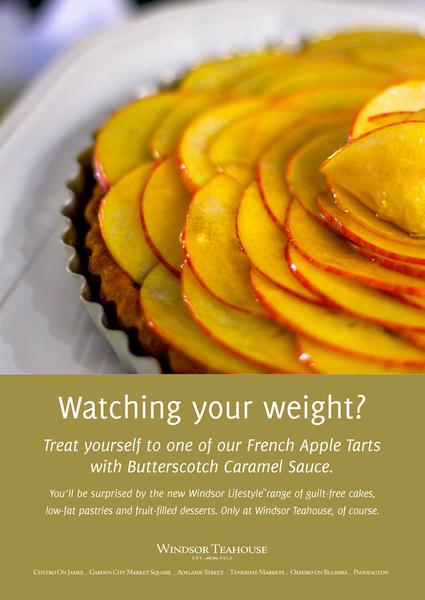 Watching your weight?
Treat yourself to one of our French Apple Tarts
with Butterscotch Caramel Sauce.
You'll be surprised by the new Windsor Lifestyle™ range of guilt-free cakes,
low-fat pastries and fruit-filled desserts. Only at Windsor Teahouse, of course.
WINDSOR TEAHOUSE
CENTRO ON JAMES . GARDEN CITY MARKET SQUARE . ADELAIDE STREET . TENERIFFE MARKETS . OXFORD ON BULIMBA . PADDINGTON